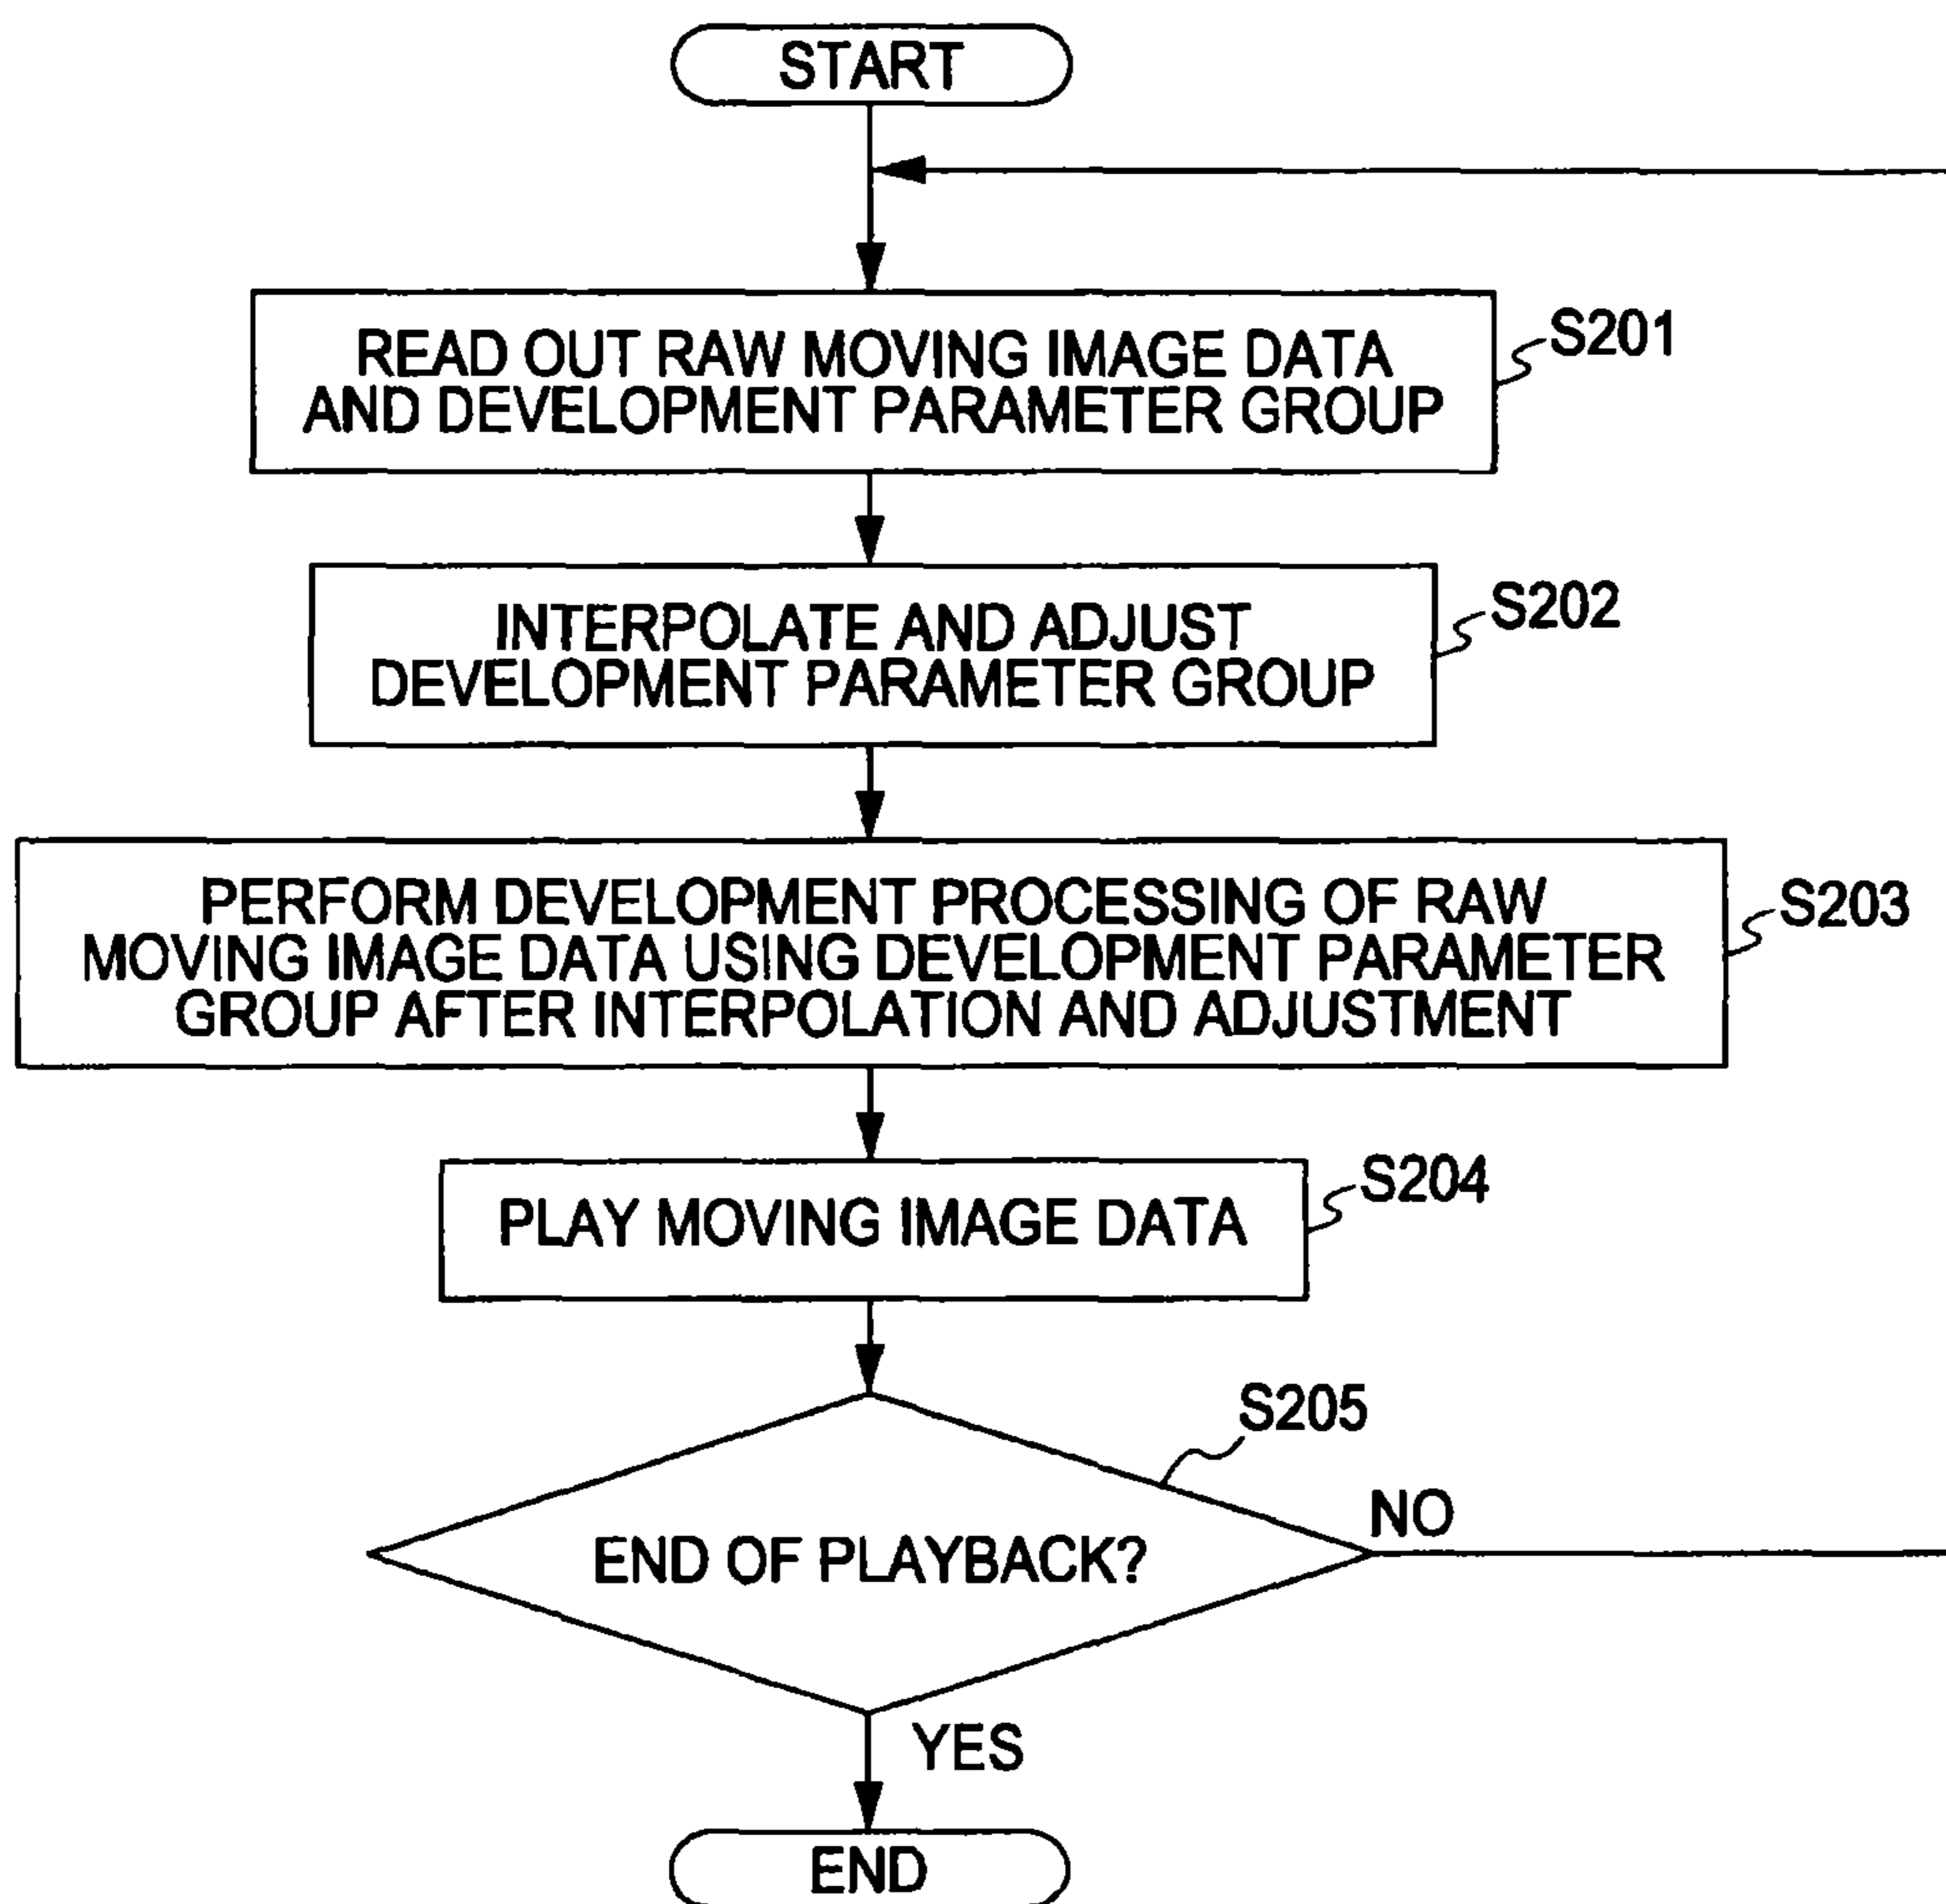 START
READ OUT RAW MOVING IMAGE DATA
AND DEVELOPMENT PARAMETER GROUP
S201
INTERPOLATE AND ADJUST
DEVELOPMENT PARAMETER GROUP
S202
PERFORM DEVELOPMENT PROCESSING OF RAW
MOVING IMAGE DATA USING DEVELOPMENT PARAMETER
GROUP AFTER INTERPOLATION AND ADJUSTMENT
S203
PLAY MOVING IMAGE DATA
S204
S205
END OF PLAYBACK?
NO
YES
END